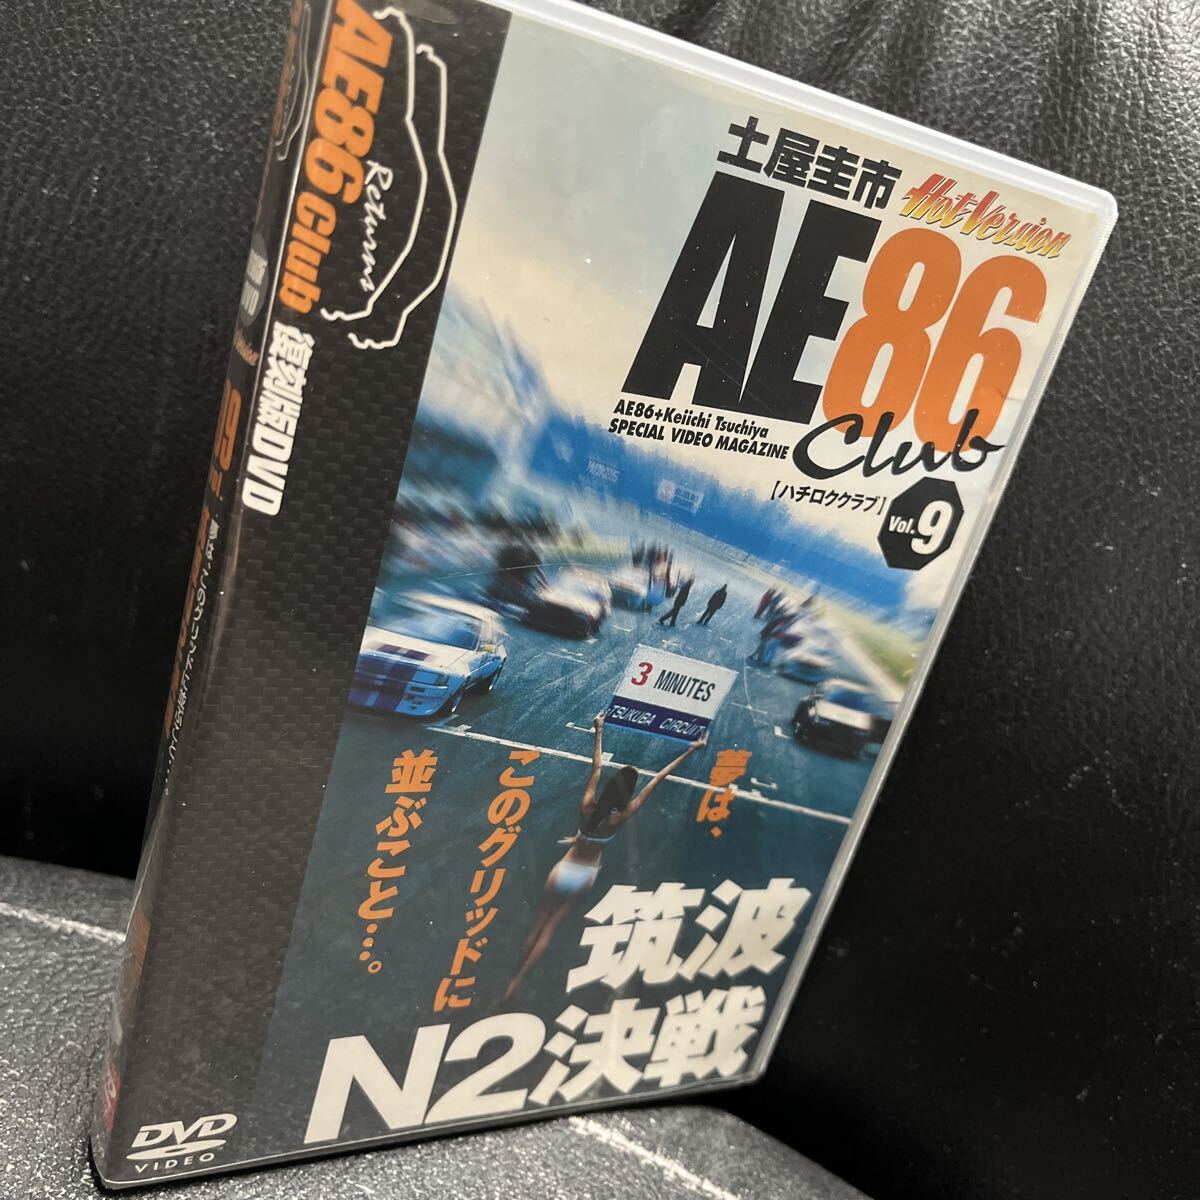 土屋圭市
Hot Version
AE86
Club
AE86+Keiichi Tsuchiya
SPECIAL VIDEO MAGAZINE
【ハチロククラブ】
Vol.9
AE86 Club
Returns
復刻版DVD
3 MINUTES
TSUKUBA CIRCUIT
夢は、
このグリッドに
並ぶこと…。
筑波
N2決戦
DVD
VIDEO